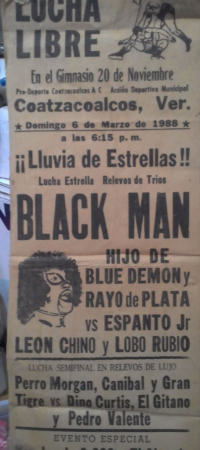 LUCHA
LIBRE
En el Gimnasio 20 de Noviembre
Pro-Deporte Coatzacoalcos A C Acción Deportiva Municipal
Coatzacoalcos, Ver.
★ Domingo 6 de Marzo de 1988 ★
a las 6:15 p. m.
¡¡Lluvia de Estrellas!!
Lucha Estrella Relevos de Tríos
BLACK MAN
HIJO DE
BLUE DEMON y
RAYO de PLATA
vs ESPANTO Jr
LEON CHINO y LOBO RUBIO
LUCHA SEMIFINAL EN RELEVOS DE LUJO
Perro Morgan, Canibal y Gran
Tigre vs Dino Curtis, El Gitano
y Pedro Valente
EVENTO ESPECIAL